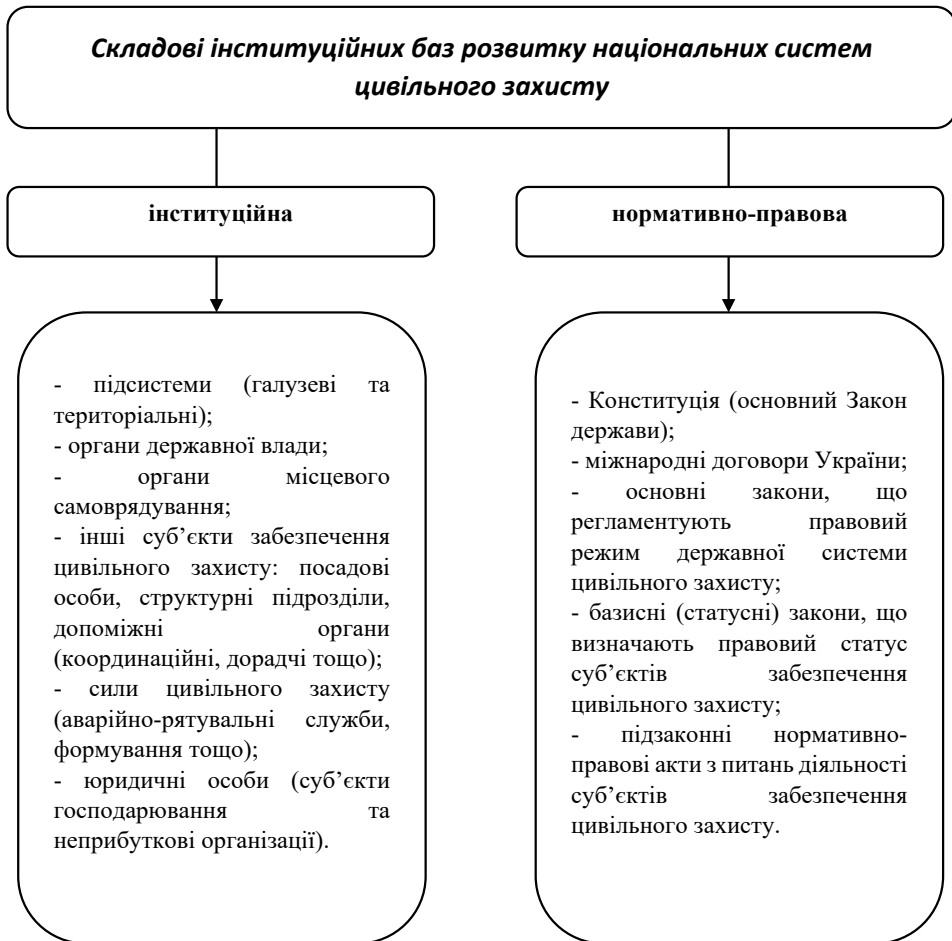 Складові інституційних баз розвитку національних систем
цивільного захисту
інституційна
нормативно-правова
- підсистеми (галузеві та
територіальні);
- органи державної влади;
- органи місцевого
самоврядування;
- інші суб’єкти забезпечення
цивільного захисту: посадові
особи, структурні підрозділи,
допоміжні органи
(координаційні, дорадчі тощо);
- сили цивільного захисту
(аварійно-рятувальні служби,
формування тощо);
- юридичні особи (суб’єкти
господарювання та
неприбуткові організації).
- Конституція (основний Закон
держави);
- міжнародні договори України;
- основні закони, що
регламентують правовий
режим державної системи
цивільного захисту;
- базисні (статусні) закони, що
визначають правовий статус
суб’єктів забезпечення
цивільного захисту;
- підзаконні нормативно-
правові акти з питань діяльності
суб’єктів забезпечення
цивільного захисту.